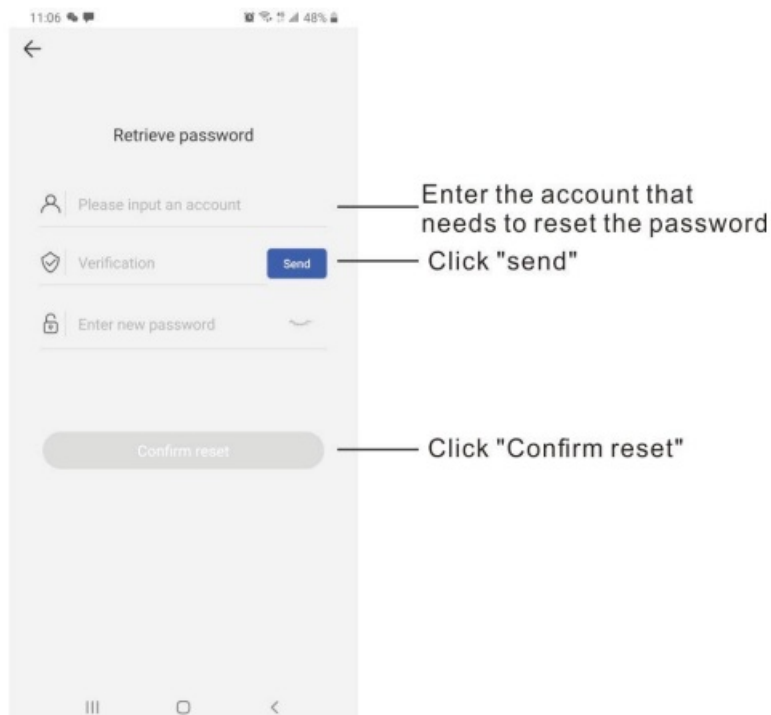 11:06
48%
Retrieve password
Please input an account
Enter the account that
needs to reset the password
Verification
Send
Click "send"
Enter new password
Confirm reset
Click "Confirm reset"